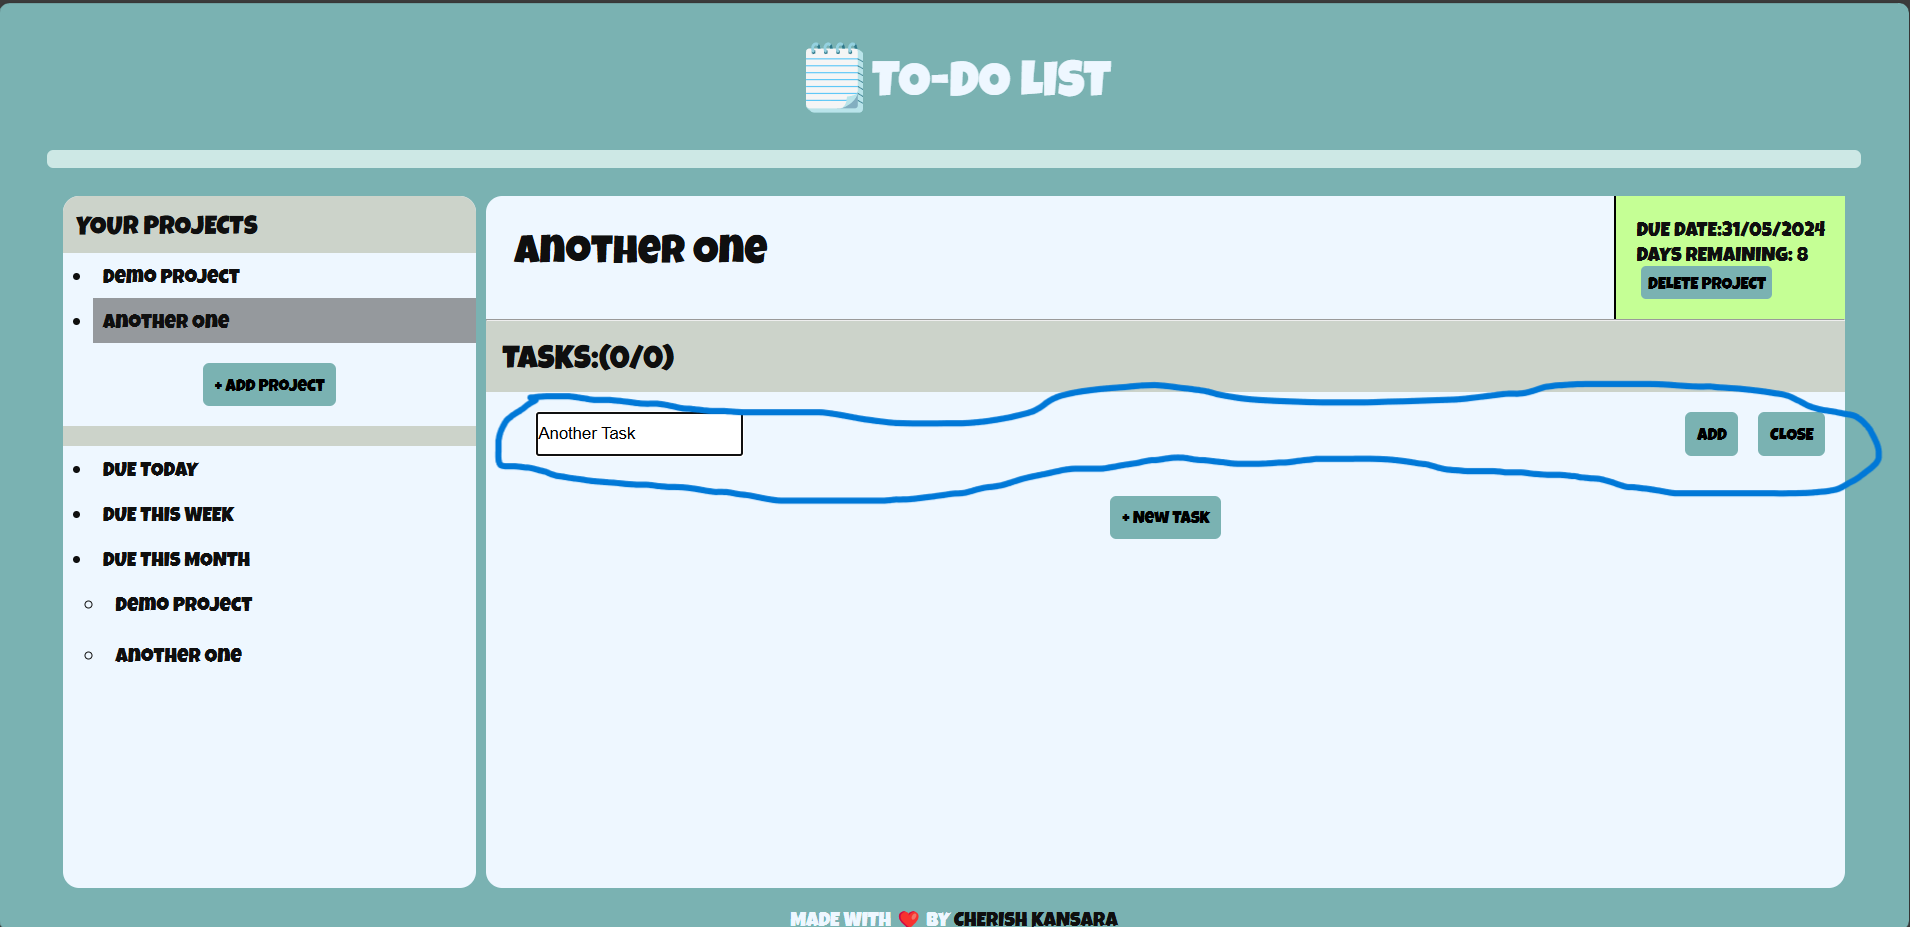 TO-DO LIST
YOUR PROJECTS
Demo Project
Another one
+ Add Project
DUE TODAY
DUE THIS WEEK
DUE THIS MONTH
Demo Project
Another one
Another one
DUE DATE:31/05/2024
DAYS REMAINING: 8
DELETE PROJECT
TASKS:(0/0)
Another Task
ADD
CLOSE
+ New Task
MADE WITH ❤️ BY CHERISH KANSARA